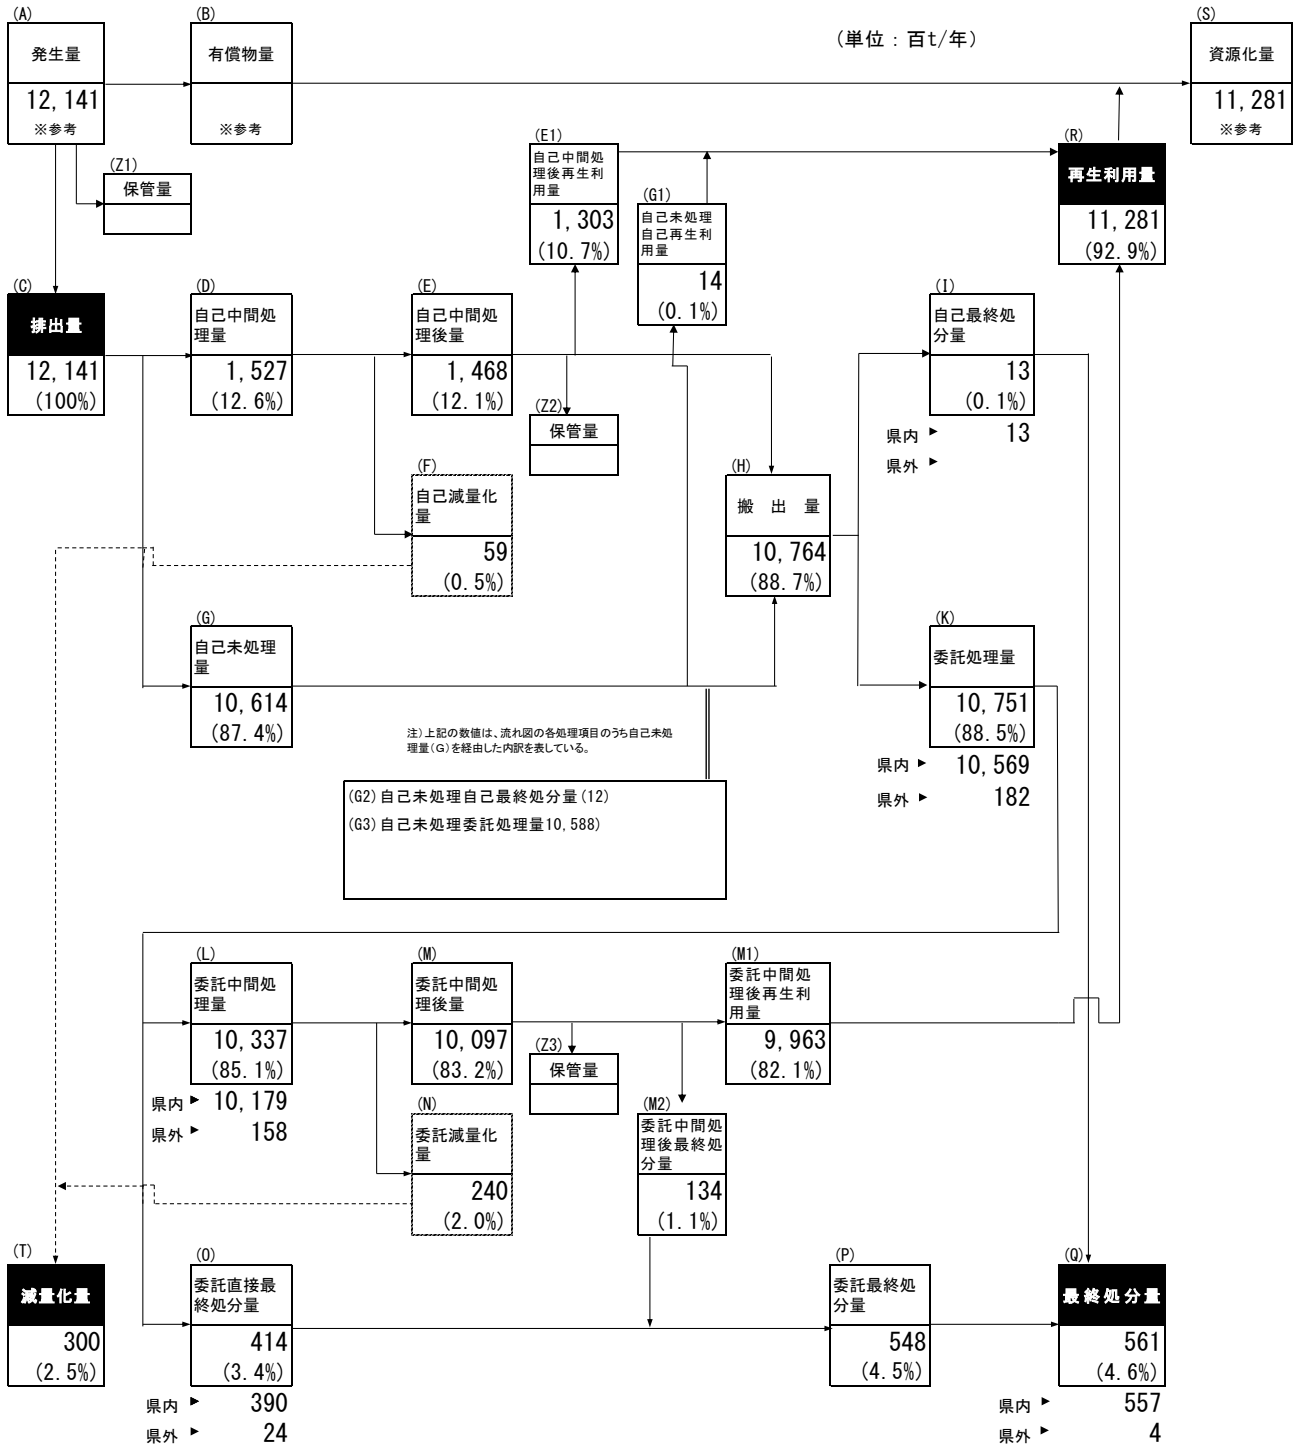 (A)
発生量
12,141
※参考
(B)
有償物量
※参考
(単位：百t/年)
(S)
資源化量
11,281
※参考
(Z1)
保管量
(E1)
自己中間処
理後再生利
用量
1,303
(10.7%)
(G1)
自己未処理
自己再生利
用量
14
(0.1%)
(R)
再生利用量
11,281
(92.9%)
(C)
排出量
12,141
(100%)
(D)
自己中間処
理量
1,527
(12.6%)
(E)
自己中間処
理後量
1,468
(12.1%)
(Z2)
保管量
(I)
自己最終処
分量
13
(0.1%)
県内 ▶ 13
県外 ▶
(F)
自己減量化
量
59
(0.5%)
(H)
搬 出 量
10,764
(88.7%)
(G)
自己未処理
量
10,614
(87.4%)
(K)
委託処理量
10,751
(88.5%)
県内 ▶ 10,569
県外 ▶ 182
注）上記の数値は、流れ図の各処理項目のうち自己未処
理量（G）を経由した内訳を表している。
(G2)自己未処理自己最終処分量(12)
(G3)自己未処理委託処理量10,588)
(L)
委託中間処
理量
10,337
(85.1%)
県内 ▶ 10,179
県外 ▶ 158
(M)
委託中間処
理後量
10,097
(83.2%)
(Z3)
保管量
(M1)
委託中間処
理後再生利
用量
9,963
(82.1%)
(N)
委託減量化
量
240
(2.0%)
(M2)
委託中間処
理後最終処
分量
134
(1.1%)
(T)
減量化量
300
(2.5%)
(O)
委託直接最
終処分量
414
(3.4%)
県内 ▶ 390
県外 ▶ 24
(P)
委託最終処
分量
548
(4.5%)
(Q)
最終処分量
561
(4.6%)
県内 ▶ 557
県外 ▶ 4